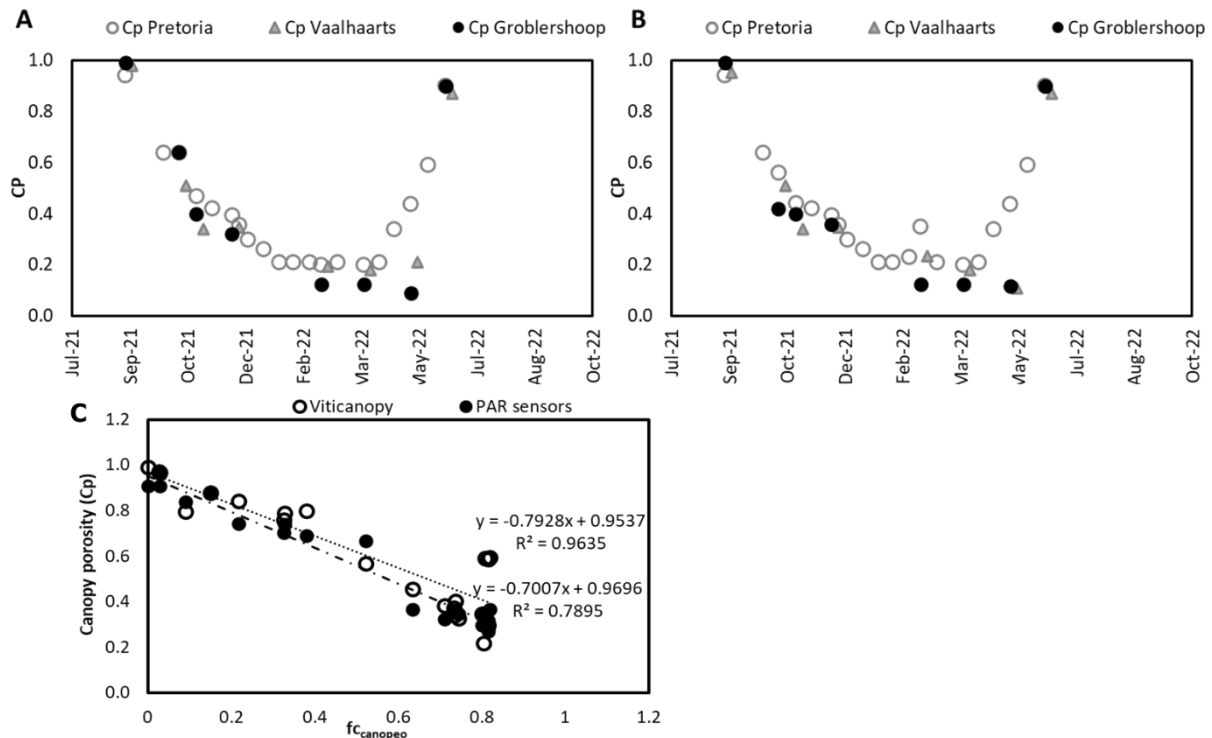 A
Cp Pretoria Cp Vaalhaarts Cp Groblershoop
CP
1.0
0.8
0.6
0.4
0.2
0.0
Jul-21
Sep-21
Oct-21
Dec-21
Feb-22
Mar-22
May-22
Jul-22
Aug-22
Oct-22
B
Cp Pretoria Cp Vaalhaarts Cp Groblershoop
CP
1.0
0.8
0.6
0.4
0.2
0.0
Jul-21
Sep-21
Oct-21
Dec-21
Feb-22
Mar-22
May-22
Jul-22
Aug-22
Oct-22
C
Viticanopy PAR sensors
Canopy porosity (Cp)
1.2
1.0
0.8
0.6
0.4
0.2
0.0
y = -0.7928x + 0.9537
R² = 0.9635
y = -0.7007x + 0.9696
R² = 0.7895
0 0.2 0.4 0.6 0.8 1 1.2
fc_canopeo